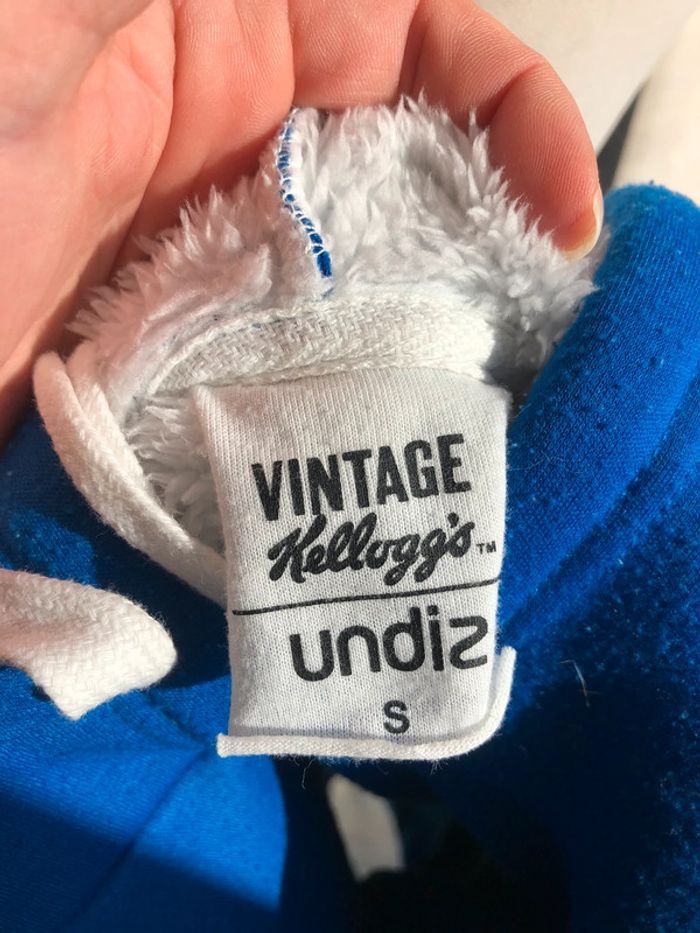 VINTAGE
Kellogg's™
undiz
S